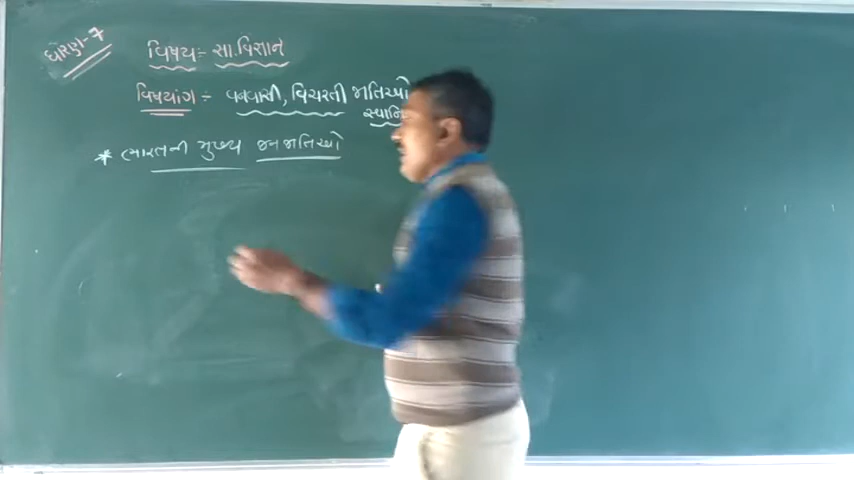 ધોરણ-7
વિષય:- સા.વિજ્ઞાન
વિષયાંગ :- વનવાસી, વિચરતી જાતિઓ
* ભારતની મુખ્ય જનજાતિઓ